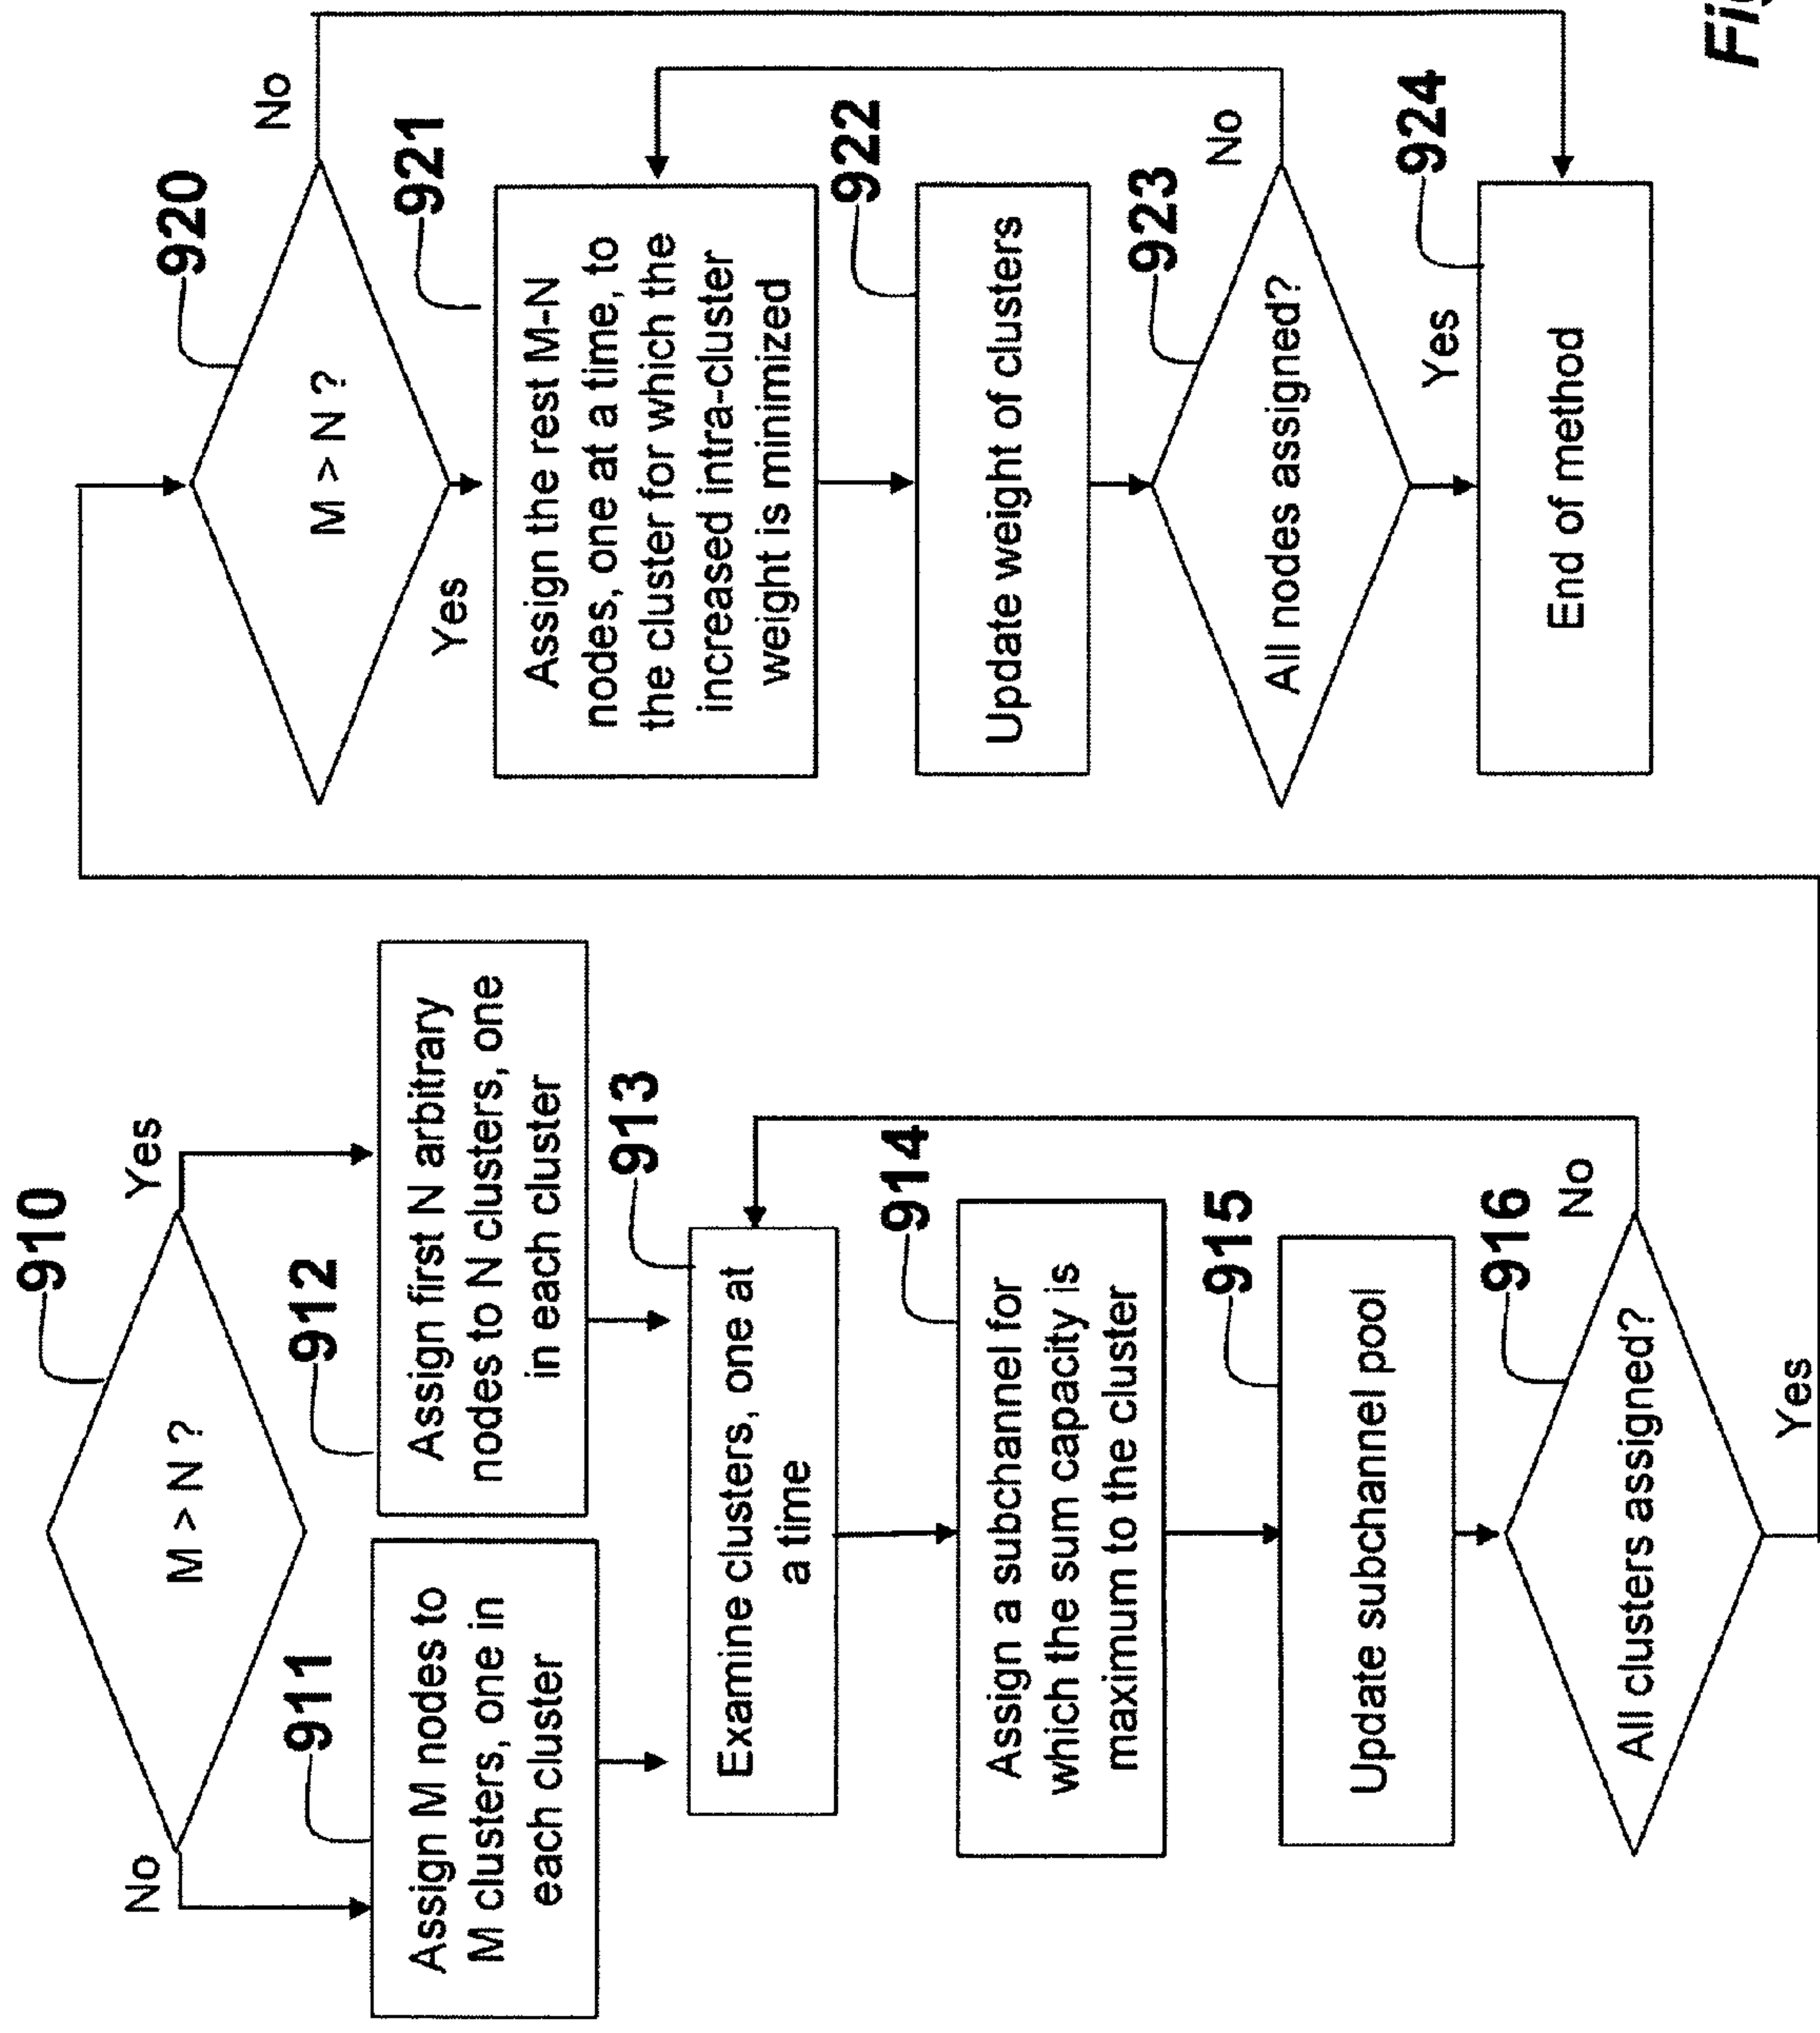 910
M > N ?
No
Yes
911
912
Assign M nodes to
M clusters, one in
each cluster
Assign first N arbitrary
nodes to N clusters, one
in each cluster
913
Examine clusters, one at
a time
914
Assign a subchannel for
which the sum capacity is
maximum to the cluster
915
Update subchannel pool
916
All clusters assigned?
No
Yes
920
M > N ?
No
Yes
921
Assign the rest M-N
nodes, one at a time, to
the cluster for which the
increased intra-cluster
weight is minimized
922
Update weight of clusters
923
All nodes assigned?
No
Yes
924
End of method